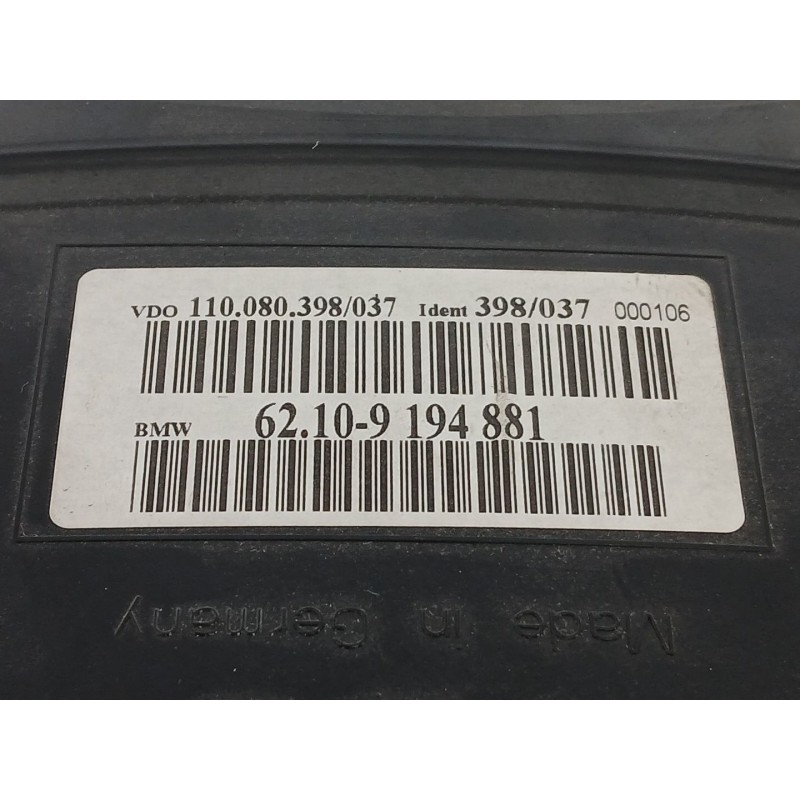 VDO 110.080.398/037 Ident 398/037 000106
BMW 62.10-9 194 881
Made in Germany